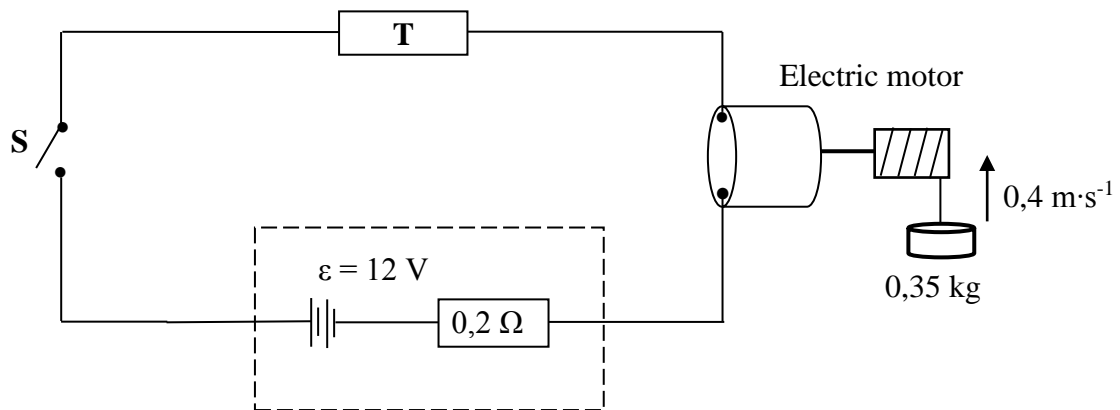 T
Electric motor
S
0,4 m·s-1
ε = 12 V
0,2 Ω
0,35 kg